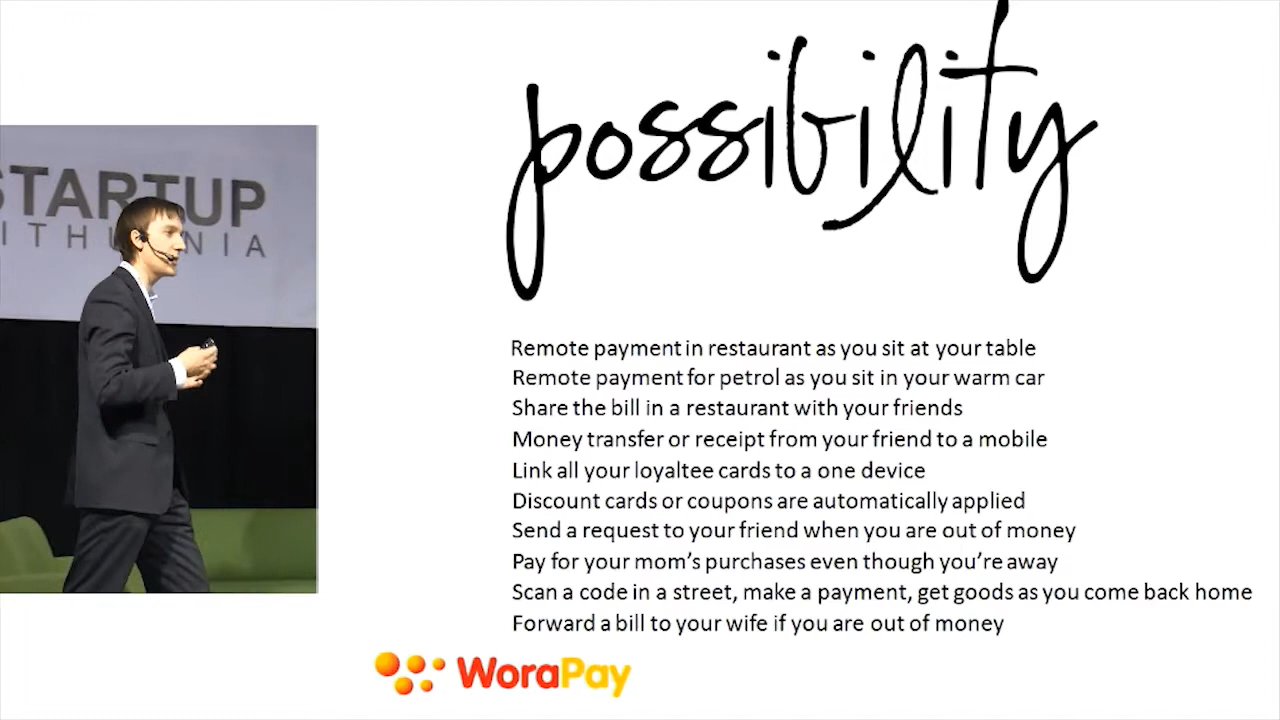 possibility
STARTUP
ITHUANIA
Remote payment in restaurant as you sit at your table
Remote payment for petrol as you sit in your warm car
Share the bill in a restaurant with your friends
Money transfer or receipt from your friend to a mobile
Link all your loyaltee cards to a one device
Discount cards or coupons are automatically applied
Send a request to your friend when you are out of money
Pay for your mom's purchases even though you're away
Scan a code in a street, make a payment, get goods as you come back home
Forward a bill to your wife if you are out of money
WoraPay